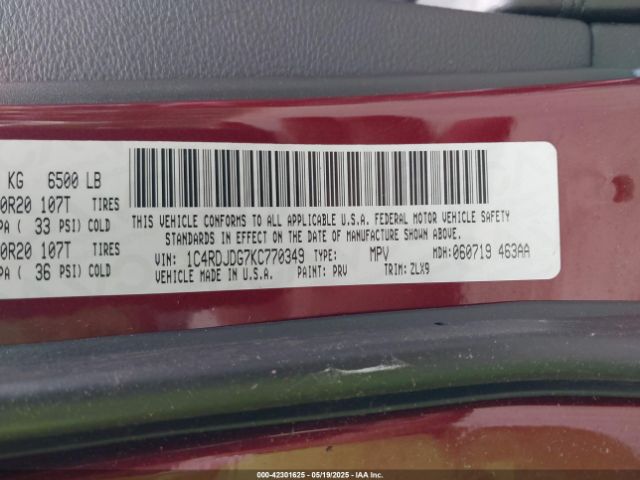 KG 6500 LB
0R20 107T TIRES
PA ( 33 PSI) COLD
0R20 107T TIRES
PA ( 36 PSI) COLD
THIS VEHICLE CONFORMS TO ALL APPLICABLE U.S.A. FEDERAL MOTOR VEHICLE SAFETY
STANDARDS IN EFFECT ON THE DATE OF MANUFACTURE SHOWN ABOVE.
VIN: 1C4RDJDG7KC770349 TYPE: MPV MDH: 060719 463AA
VEHICLE MADE IN U.S.A. PAINT: PRV TRIM: ZLX9
000-42301625 - 05/19/2025 - IAA Inc.